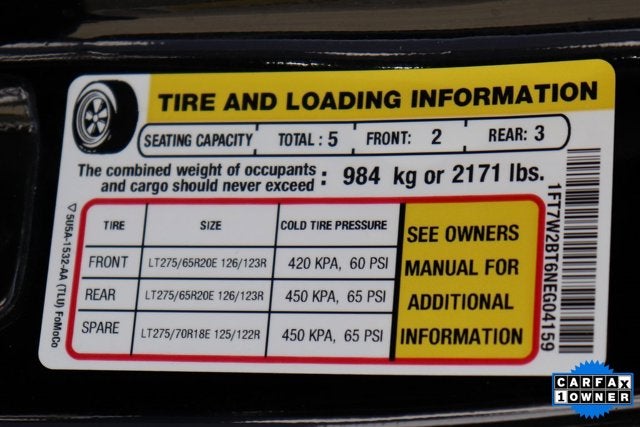 TIRE AND LOADING INFORMATION
SEATING CAPACITY TOTAL : 5 FRONT: 2 REAR: 3
The combined weight of occupants
and cargo should never exceed : 984 kg or 2171 lbs.
TIRE SIZE COLD TIRE PRESSURE
FRONT LT275/65R20E 126/123R 420 KPA, 60 PSI
REAR LT275/65R20E 126/123R 450 KPA, 65 PSI
SPARE LT275/70R18E 125/122R 450 KPA, 65 PSI
SEE OWNERS
MANUAL FOR
ADDITIONAL
INFORMATION
5U5A-1532-AA (TLU) FoMoCo
1FT7W2BT6NEG04159
CARFAX
1 OWNER